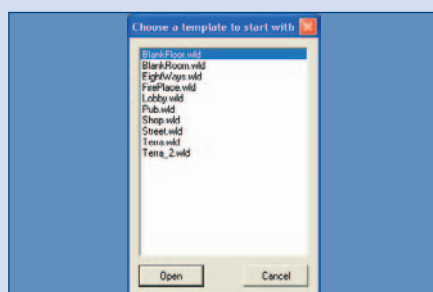 Choose a template to start with
BlankFloor.wld
BlankRoom.wld
EightWays.wld
FirePlace.wld
Lobby.wld
Pub.wld
Shop.wld
Street.wld
Terra.wld
Terra_2.wld
Open
Cancel